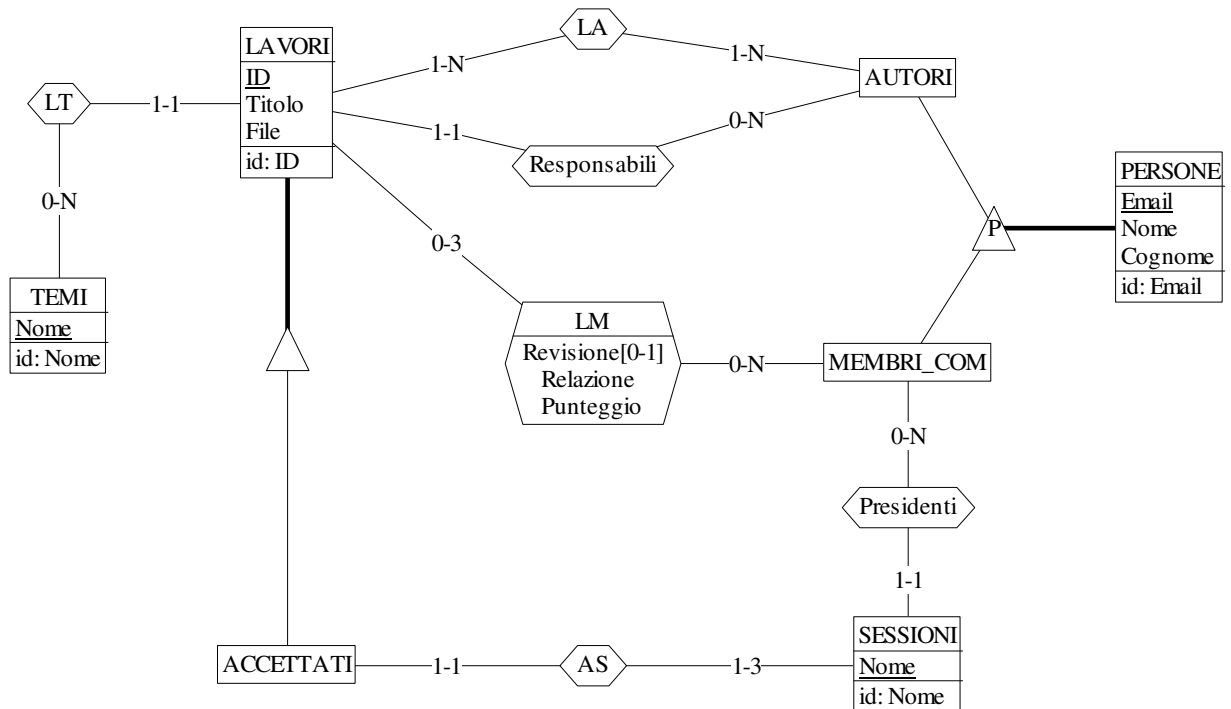 LAVORI
ID
Titolo
File
id: ID
LA
1-N
1-N
AUTORI
LT
1-1
1-1
0-N
Responsabili
PERSONE
Email
Nome
Cognome
id: Email
P
0-N
0-3
TEMI
Nome
id: Nome
LM
Revisione[0-1]
Relazione
Punteggio
0-N
MEMBRI_COM
0-N
Presidenti
1-1
SESSIONI
Nome
id: Nome
ACCETTATI
1-1
AS
1-3